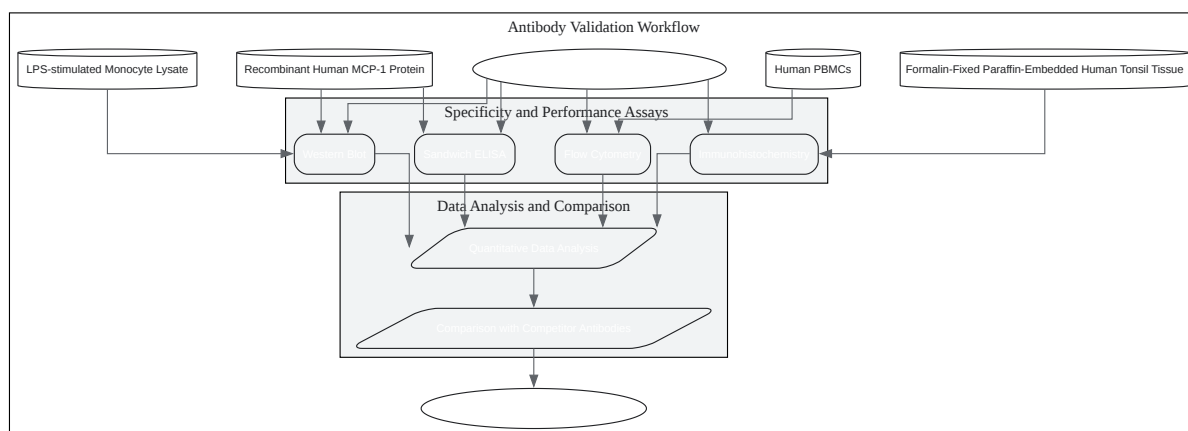 Antibody Validation Workflow
LPS-stimulated Monocyte Lysate
Recombinant Human MCP-1 Protein
Human PBMCs
Formalin-Fixed Paraffin-Embedded Human Tonsil Tissue
Specificity and Performance Assays
Western Blot
Sandwich ELISA
Flow Cytometry
Immunohistochemistry
Data Analysis and Comparison
Quantitative Data Analysis
Comparison with Competitor Antibodies